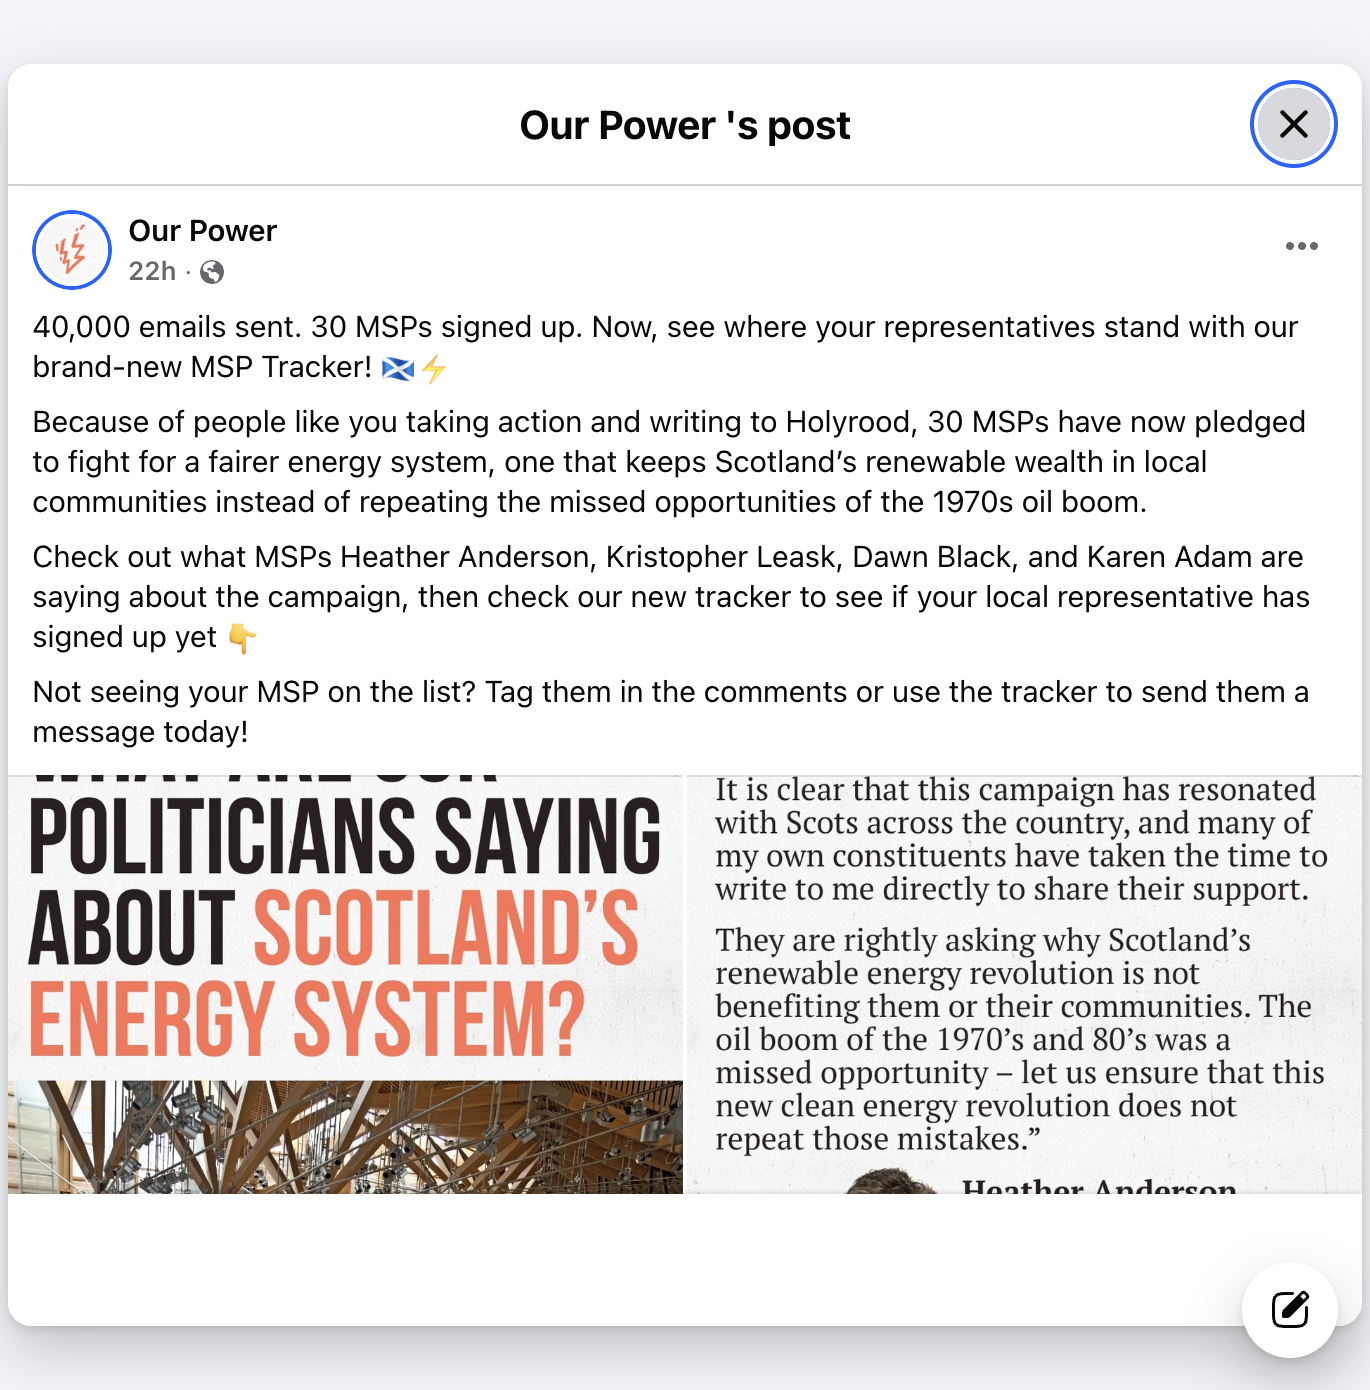 Our Power 's post
Our Power
22h ·
40,000 emails sent. 30 MSPs signed up. Now, see where your representatives stand with our
brand-new MSP Tracker! 🏴󠁧󠁢󠁳󠁣󠁴󠁿⚡
Because of people like you taking action and writing to Holyrood, 30 MSPs have now pledged
to fight for a fairer energy system, one that keeps Scotland’s renewable wealth in local
communities instead of repeating the missed opportunities of the 1970s oil boom.
Check out what MSPs Heather Anderson, Kristopher Leask, Dawn Black, and Karen Adam are
saying about the campaign, then check our new tracker to see if your local representative has
signed up yet 👇
Not seeing your MSP on the list? Tag them in the comments or use the tracker to send them a
message today!
WHAT ARE OUR
POLITICIANS SAYING
ABOUT SCOTLAND’S
ENERGY SYSTEM?
It is clear that this campaign has resonated
with Scots across the country, and many of
my own constituents have taken the time to
write to me directly to share their support.
They are rightly asking why Scotland’s
renewable energy revolution is not
benefiting them or their communities. The
oil boom of the 1970’s and 80’s was a
missed opportunity – let us ensure that this
new clean energy revolution does not
repeat those mistakes.”
Heather Anderson